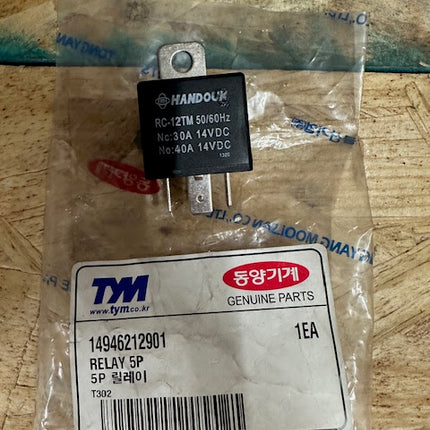 HANDOUK
RC-12TM 50/60Hz
Nc:30A 14VDC
No:40A 14VDC
1320
TYM
www.tym.co.kr
동양기계
GENUINE PARTS
14946212901
1EA
RELAY 5P
5P 릴레이
T302